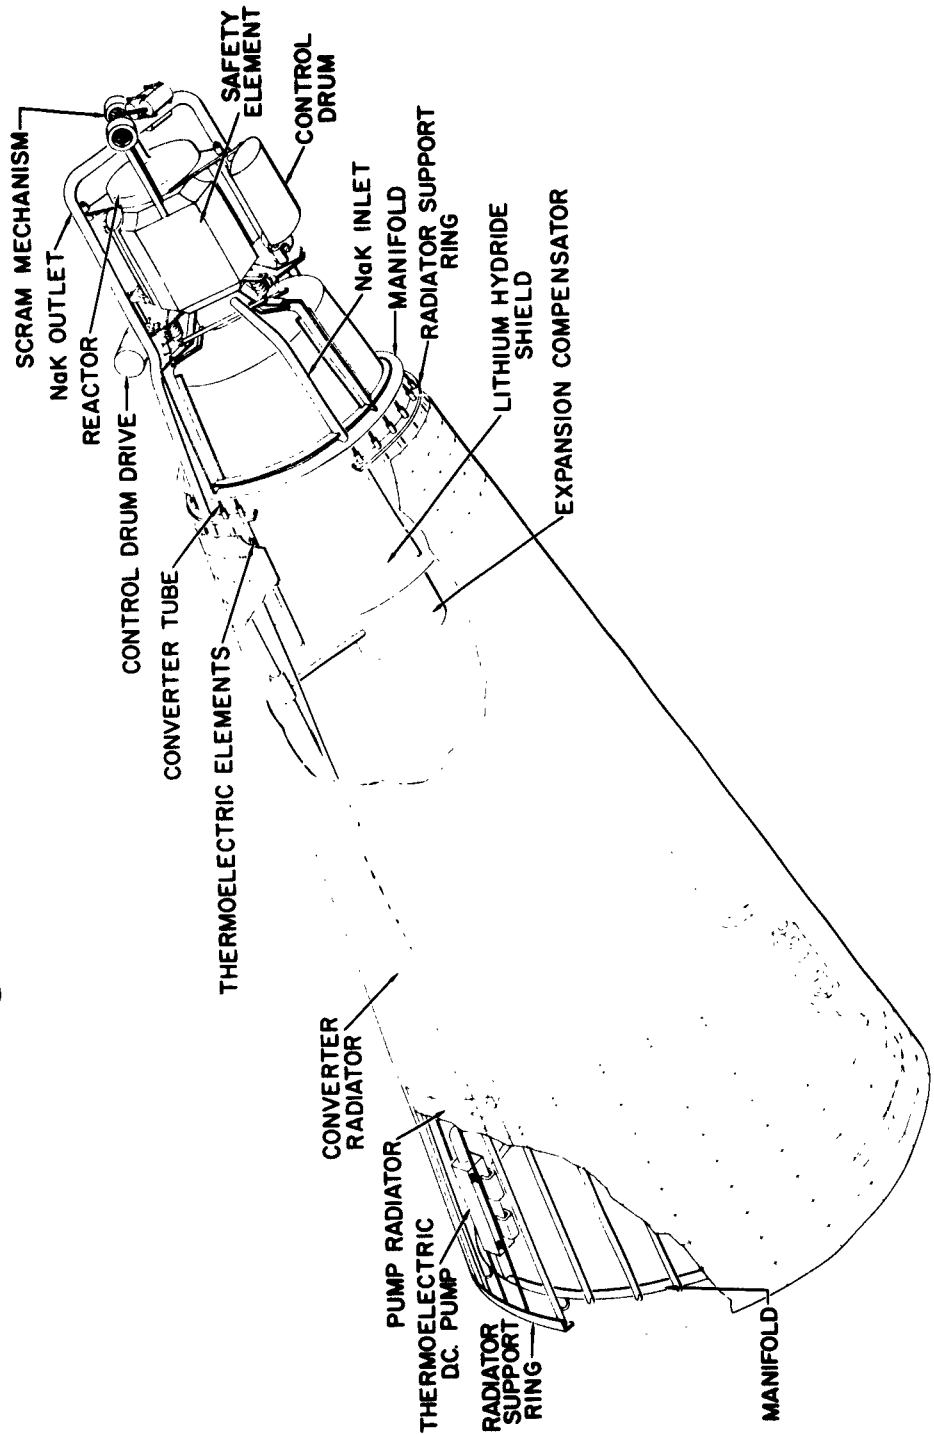 SCRAM MECHANISM
NaK OUTLET
REACTOR
CONTROL DRUM DRIVE
CONVERTER TUBE
THERMOELECTRIC ELEMENTS
CONVERTER
RADIATOR
PUMP RADIATOR
THERMOELECTRIC
D.C. PUMP
RADIATOR
SUPPORT
RING
SAFETY
ELEMENT
CONTROL
DRUM
NaK INLET
MANIFOLD
RADIATOR SUPPORT
RING
LITHIUM HYDRIDE
SHIELD
EXPANSION COMPENSATOR
MANIFOLD